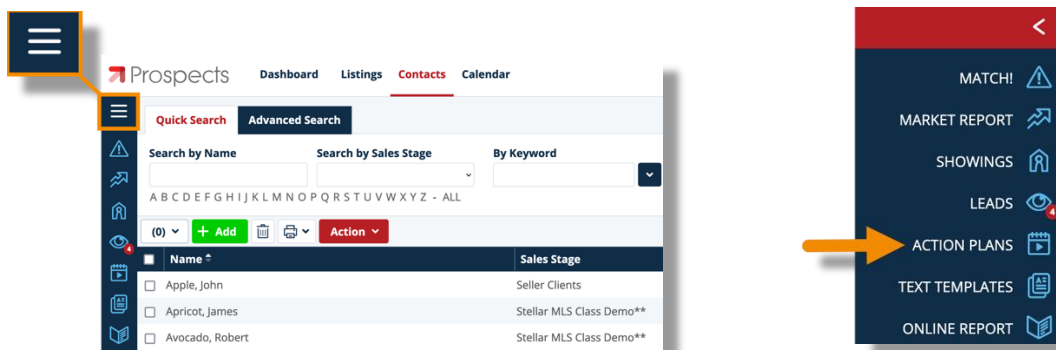 Prospects Dashboard Listings Contacts Calendar
Quick Search Advanced Search
Search by Name Search by Sales Stage By Keyword
A B C D E F G H I J K L M N O P Q R S T U V W X Y Z - ALL
(0) + Add Action
4
Name Sales Stage
Apple, John Seller Clients
Apricot, James Stellar MLS Class Demo**
Avocado, Robert Stellar MLS Class Demo**
MATCH!
MARKET REPORT
SHOWINGS
LEADS 4
ACTION PLANS
TEXT TEMPLATES
ONLINE REPORT